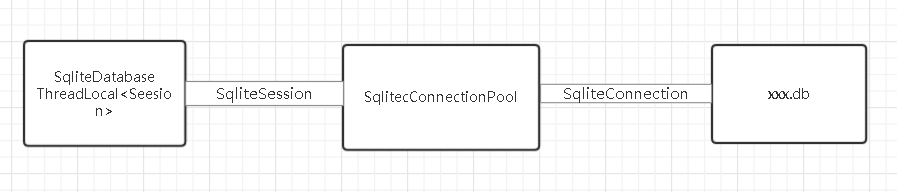 SqliteDatabase
ThreadLocal<Seesio
n>
SqliteSession
SqlitecConnectionPool
SqliteConnection
xxx.db